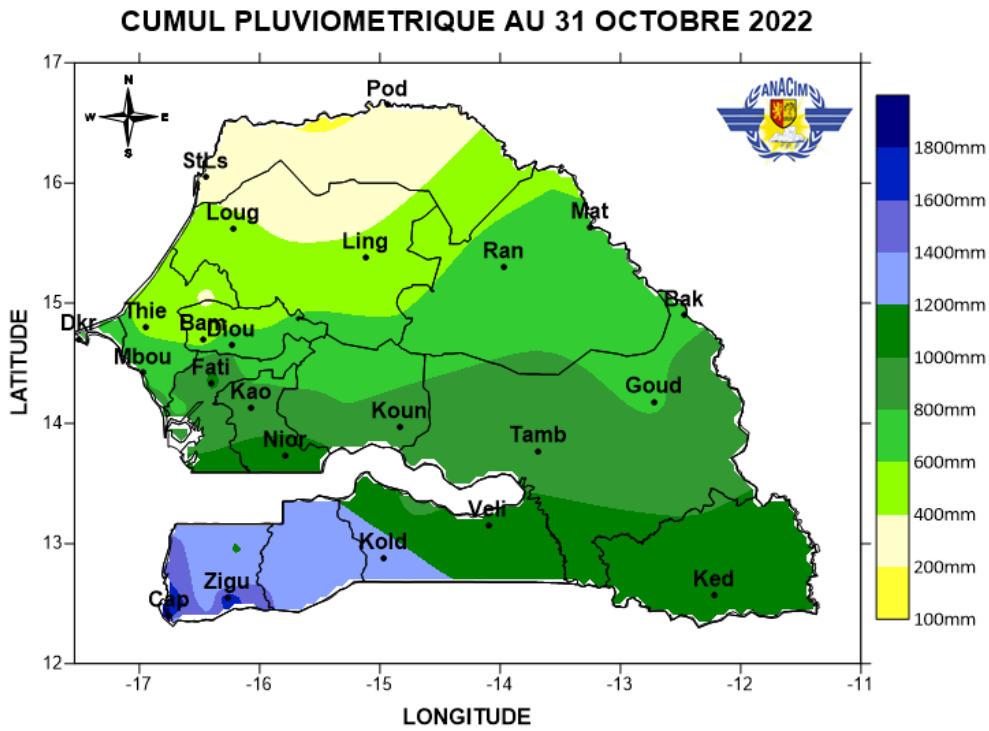 CUMUL PLUVIOMETRIQUE AU 31 OCTOBRE 2022
17
16
15
14
13
12
LATITUDE
-17
-16
-15
-14
-13
-12
-11
LONGITUDE
N
W
E
S
ANACIM
Pod
StLs
Loug
Ling
Mat
Ran
Bak
Thie
Dkr
Bam
Diou
Mbou
Fati
Kao
Goud
Koun
Tamb
Nior
Veli
Kold
Zigu
Cap
Ked
1800mm
1600mm
1400mm
1200mm
1000mm
800mm
600mm
400mm
300mm
200mm
100mm